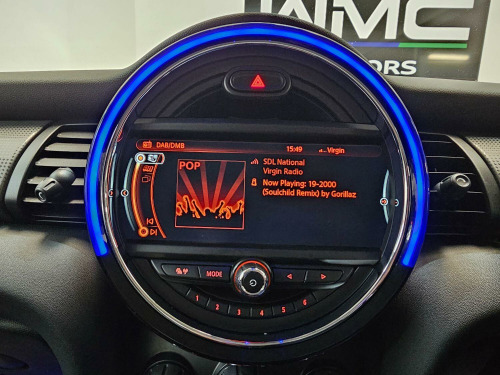 MC
ORS
DAB/DMB 15:49 Virgin
POP
SDL National
Virgin Radio
Now Playing: 19-2000
(Soulchild Remix) by Gorillaz
MODE
1 2 3 4 5 6